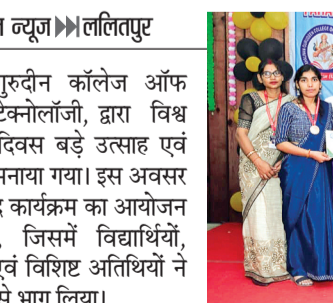 न्यूज ललितपुर
गुरुदीन कॉलेज ऑफ
टेक्नोलॉजी, द्वारा विश्व
दिवस बड़े उत्साह एवं
मनाया गया। इस अवसर
कार्यक्रम का आयोजन
जिसमें विद्यार्थियों,
एवं विशिष्ट अतिथियों ने
से भाग लिया।